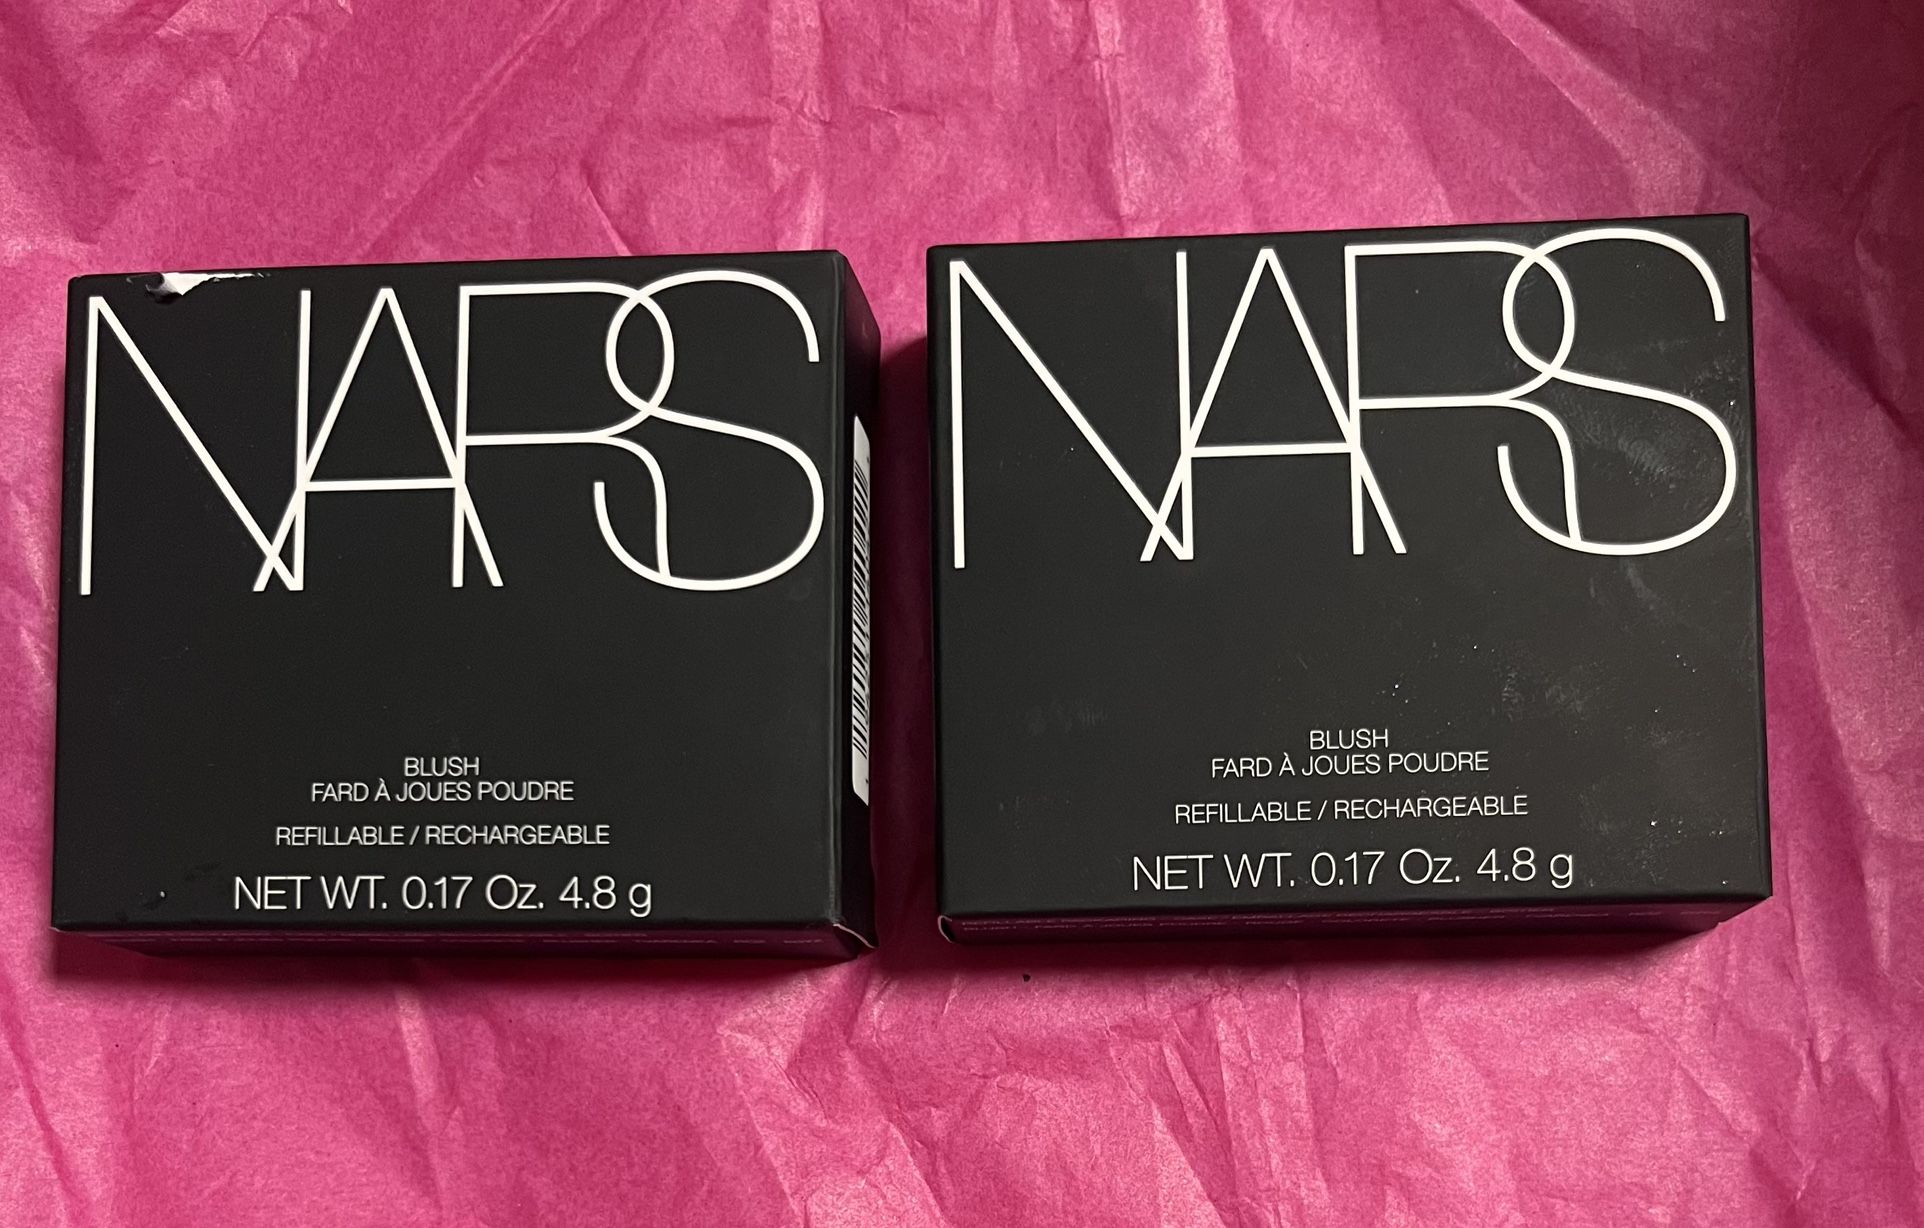 NARS
BLUSH
FARD À JOUES POUDRE
REFILLABLE / RECHARGEABLE
NET WT. 0.17 Oz. 4.8 g
NARS
BLUSH
FARD À JOUES POUDRE
REFILLABLE / RECHARGEABLE
NET WT. 0.17 Oz. 4.8 g